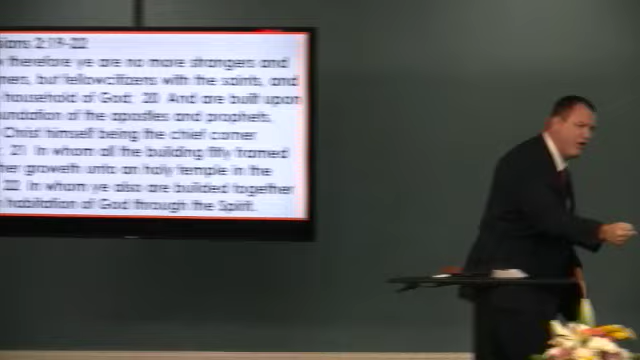 ians 2:19-22
therefore ye are no more strangers and
ners, but fellowcitizens with the saints, and
household of God; 20 And are built upon
undation of the apostles and prophets,
Christ himself being the chief corner
21 In whom all the building fitly framed
her groweth unto an holy temple in the
22 In whom ye also are builded together
habitation of God through the Spirit.